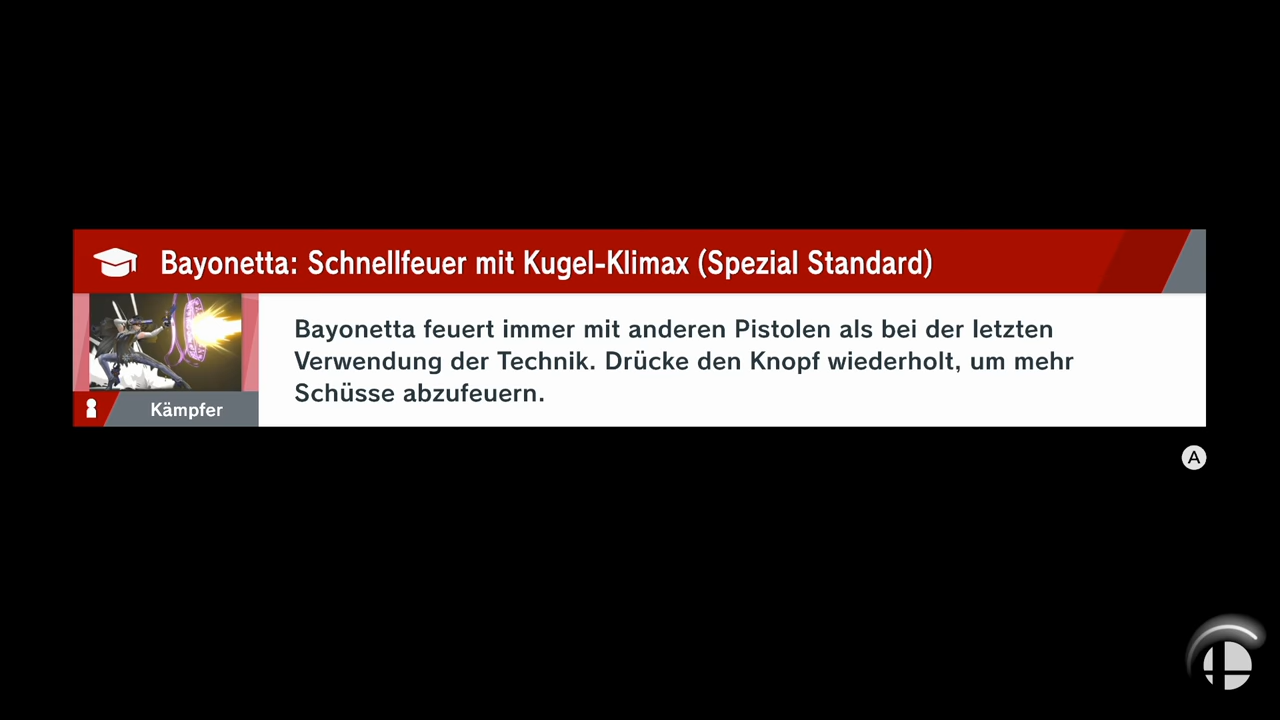 Bayonetta: Schnellfeuer mit Kugel-Klimax (Spezial Standard)
Bayonetta feuert immer mit anderen Pistolen als bei der letzten
Verwendung der Technik. Drücke den Knopf wiederholt, um mehr
Schüsse abzufeuern.
Kämpfer
A